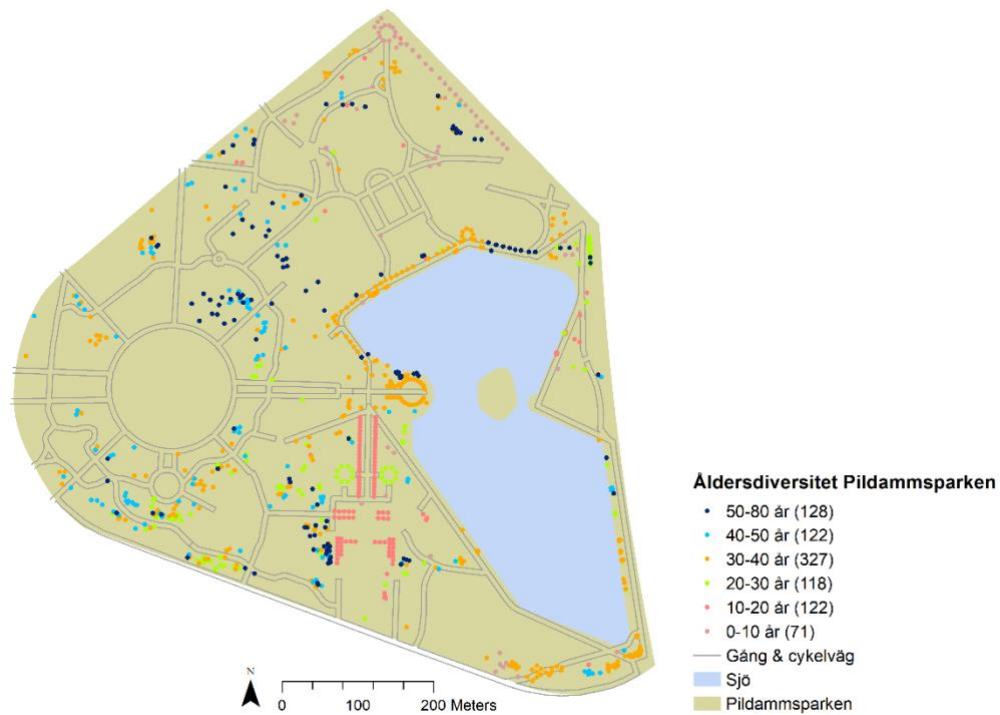 Åldersdiversitet Pildammsparken
50-80 år (128)
40-50 år (122)
30-40 år (327)
20-30 år (118)
10-20 år (122)
0-10 år (71)
Gång & cykelväg
Sjö
Pildammsparken
N
0 100 200 Meters